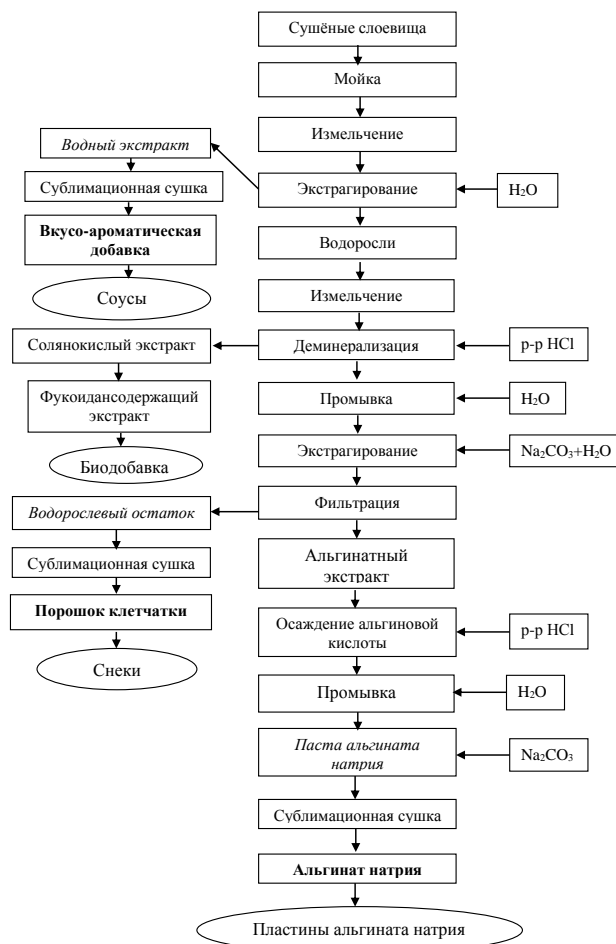 Сушёные слоевища
Мойка
Измельчение
Водный экстракт
Сублимационная сушка
Экстрагирование
H₂O
Вкусо-ароматическая
добавка
Водоросли
Соусы
Измельчение
Солянокислый экстракт
Деминерализация
р-р HCl
Фукоидансодержащий
экстракт
Промывка
H₂O
Биодобавка
Экстрагирование
Na₂CO₃+H₂O
Водорослевый остаток
Фильтрация
Сублимационная сушка
Альгинатный
экстракт
Порошок клетчатки
Осаждение альгиновой
кислоты
р-р HCl
Снеки
Промывка
H₂O
Паста альгината
натрия
Na₂CO₃
Сублимационная сушка
Альгинат натрия
Пластины альгината натрия